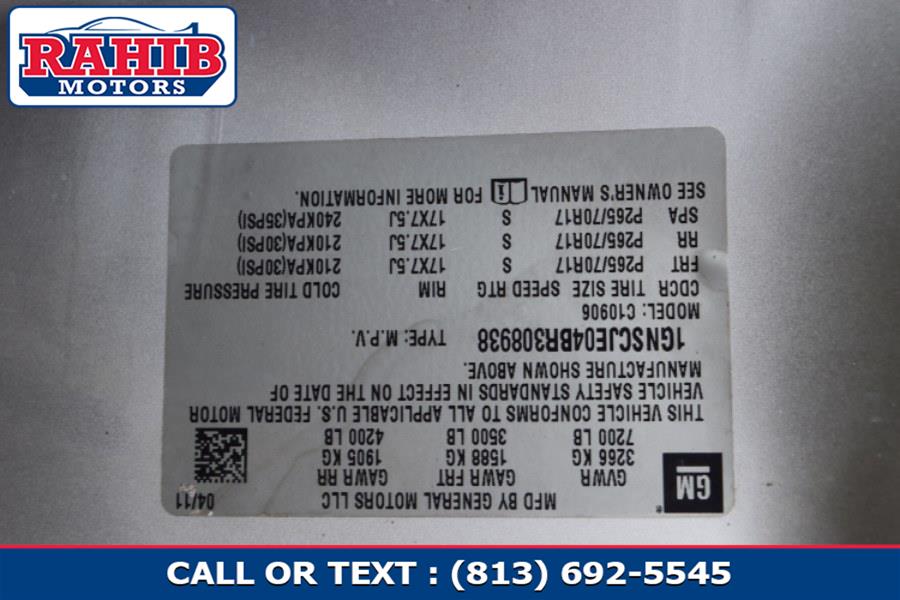 RAHIB
MOTORS
GM
MFD BY GENERAL MOTORS LLC 04/11
GVWR GAWR FRT GAWR RR
3266 KG 1588 KG 1905 KG
7200 LB 3500 LB 4200 LB
THIS VEHICLE CONFORMS TO ALL APPLICABLE U.S. FEDERAL MOTOR
VEHICLE SAFETY STANDARDS IN EFFECT ON THE DATE OF
MANUFACTURE SHOWN ABOVE.
1GNSCJE04BR308938 TYPE: M.P.V.
MODEL: C10906
CDCR TIRE SIZE SPEED RTG RIM COLD TIRE PRESSURE
FRT P265/70R17 S 17X7.5J 210KPA(30PSI)
RR P265/70R17 S 17X7.5J 210KPA(30PSI)
SPA P265/70R17 S 17X7.5J 240KPA(35PSI)
SEE OWNER'S MANUAL FOR MORE INFORMATION.
CALL OR TEXT : (813) 692-5545